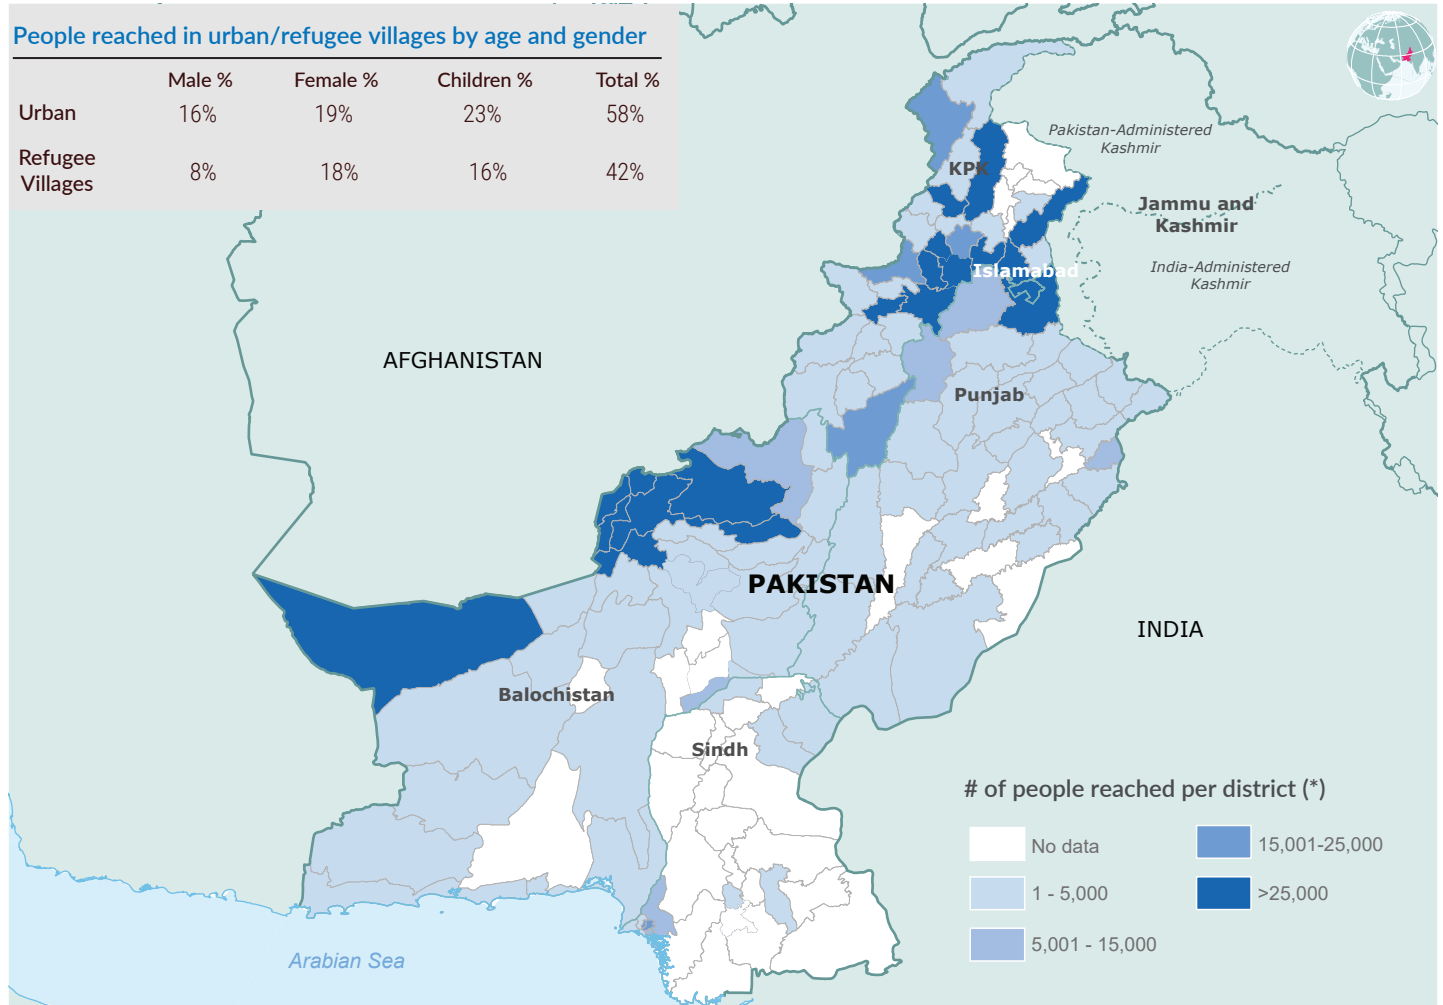 People reached in urban/refugee villages by age and gender
Male % Female % Children % Total %
Urban 16% 19% 23% 58%
Refugee
Villages 8% 18% 16% 42%
Pakistan-Administered
Kashmir
KPK
Jammu and
Kashmir
Islamabad
India-Administered
Kashmir
AFGHANISTAN
Punjab
PAKISTAN
INDIA
Balochistan
Sindh
# of people reached per district (*)
No data
15,001-25,000
1 - 5,000
>25,000
5,001 - 15,000
Arabian Sea